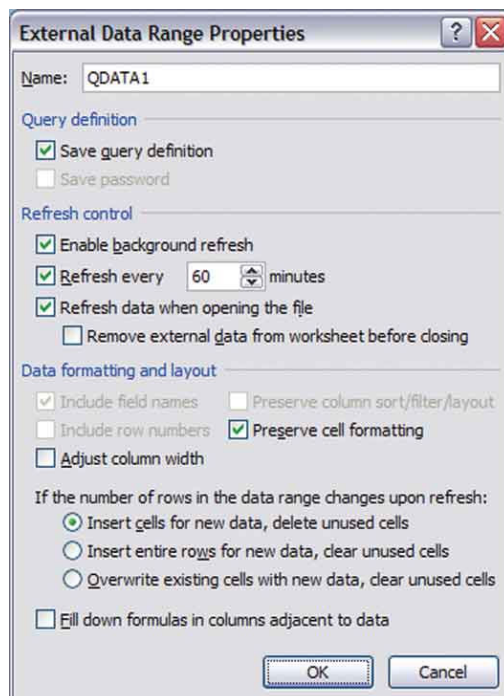 External Data Range Properties
Name: QDATA1
Query definition
Save query definition
Save password
Refresh control
Enable background refresh
Refresh every 60 minutes
Refresh data when opening the file
Remove external data from worksheet before closing
Data formatting and layout
Include field names Preserve column sort/filter/layout
Include row numbers Preserve cell formatting
Adjust column width
If the number of rows in the data range changes upon refresh:
Insert cells for new data, delete unused cells
Insert entire rows for new data, clear unused cells
Overwrite existing cells with new data, clear unused cells
Fill down formulas in columns adjacent to data
OK Cancel